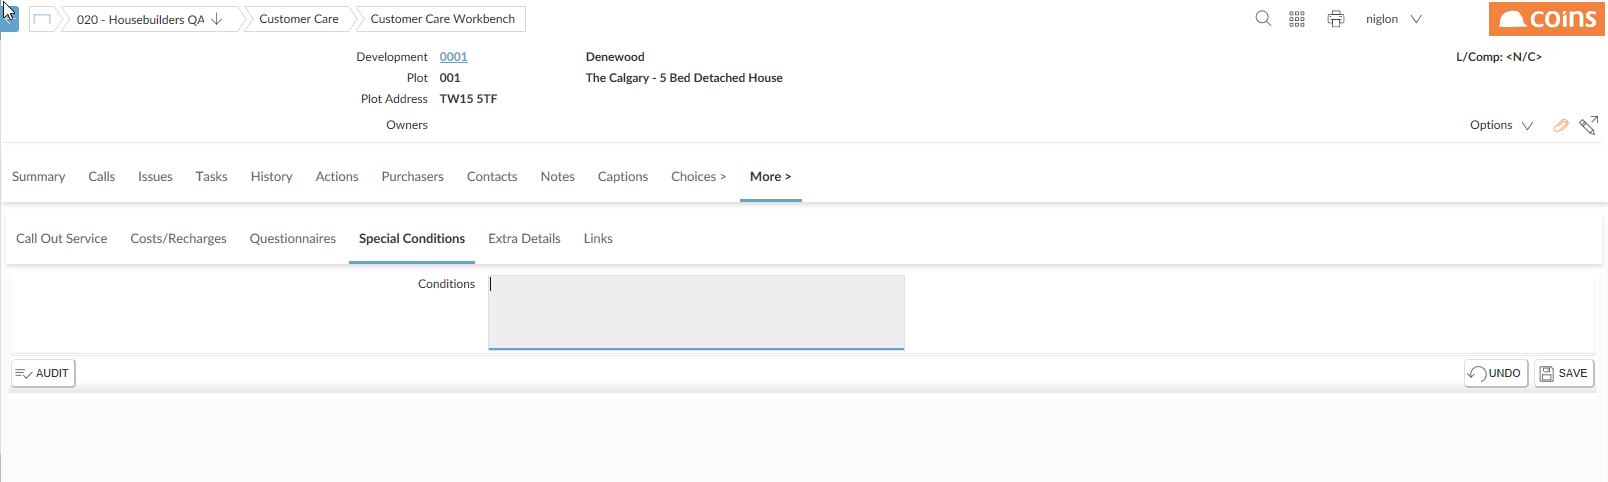 020 - Housebuilders QA Customer Care Customer Care Workbench niglon coins
Development 0001 Denewood L/Comp: <N/C>
Plot 001 The Calgary - 5 Bed Detached House
Plot Address TW15 5TF
Owners Options
Summary Calls Issues Tasks History Actions Purchasers Contacts Notes Captions Choices > More >
Call Out Service Costs/Recharges Questionnaires Special Conditions Extra Details Links
Conditions
AUDIT UNDO SAVE